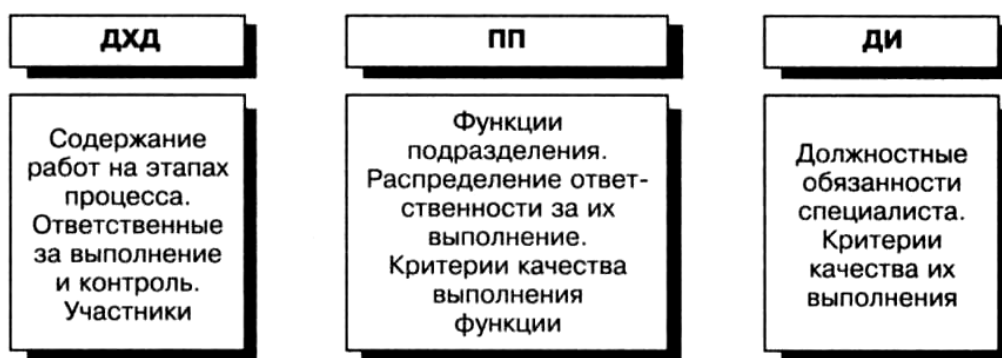 ДХД
Содержание
работ на этапах
процесса.
Ответственные
за выполнение
и контроль.
Участники
ПП
Функции
подразделения.
Распределение ответ-
ственности за их
выполнение.
Критерии качества
выполнения
функции
ДИ
Должностные
обязанности
специалиста.
Критерии
качества их
выполнения